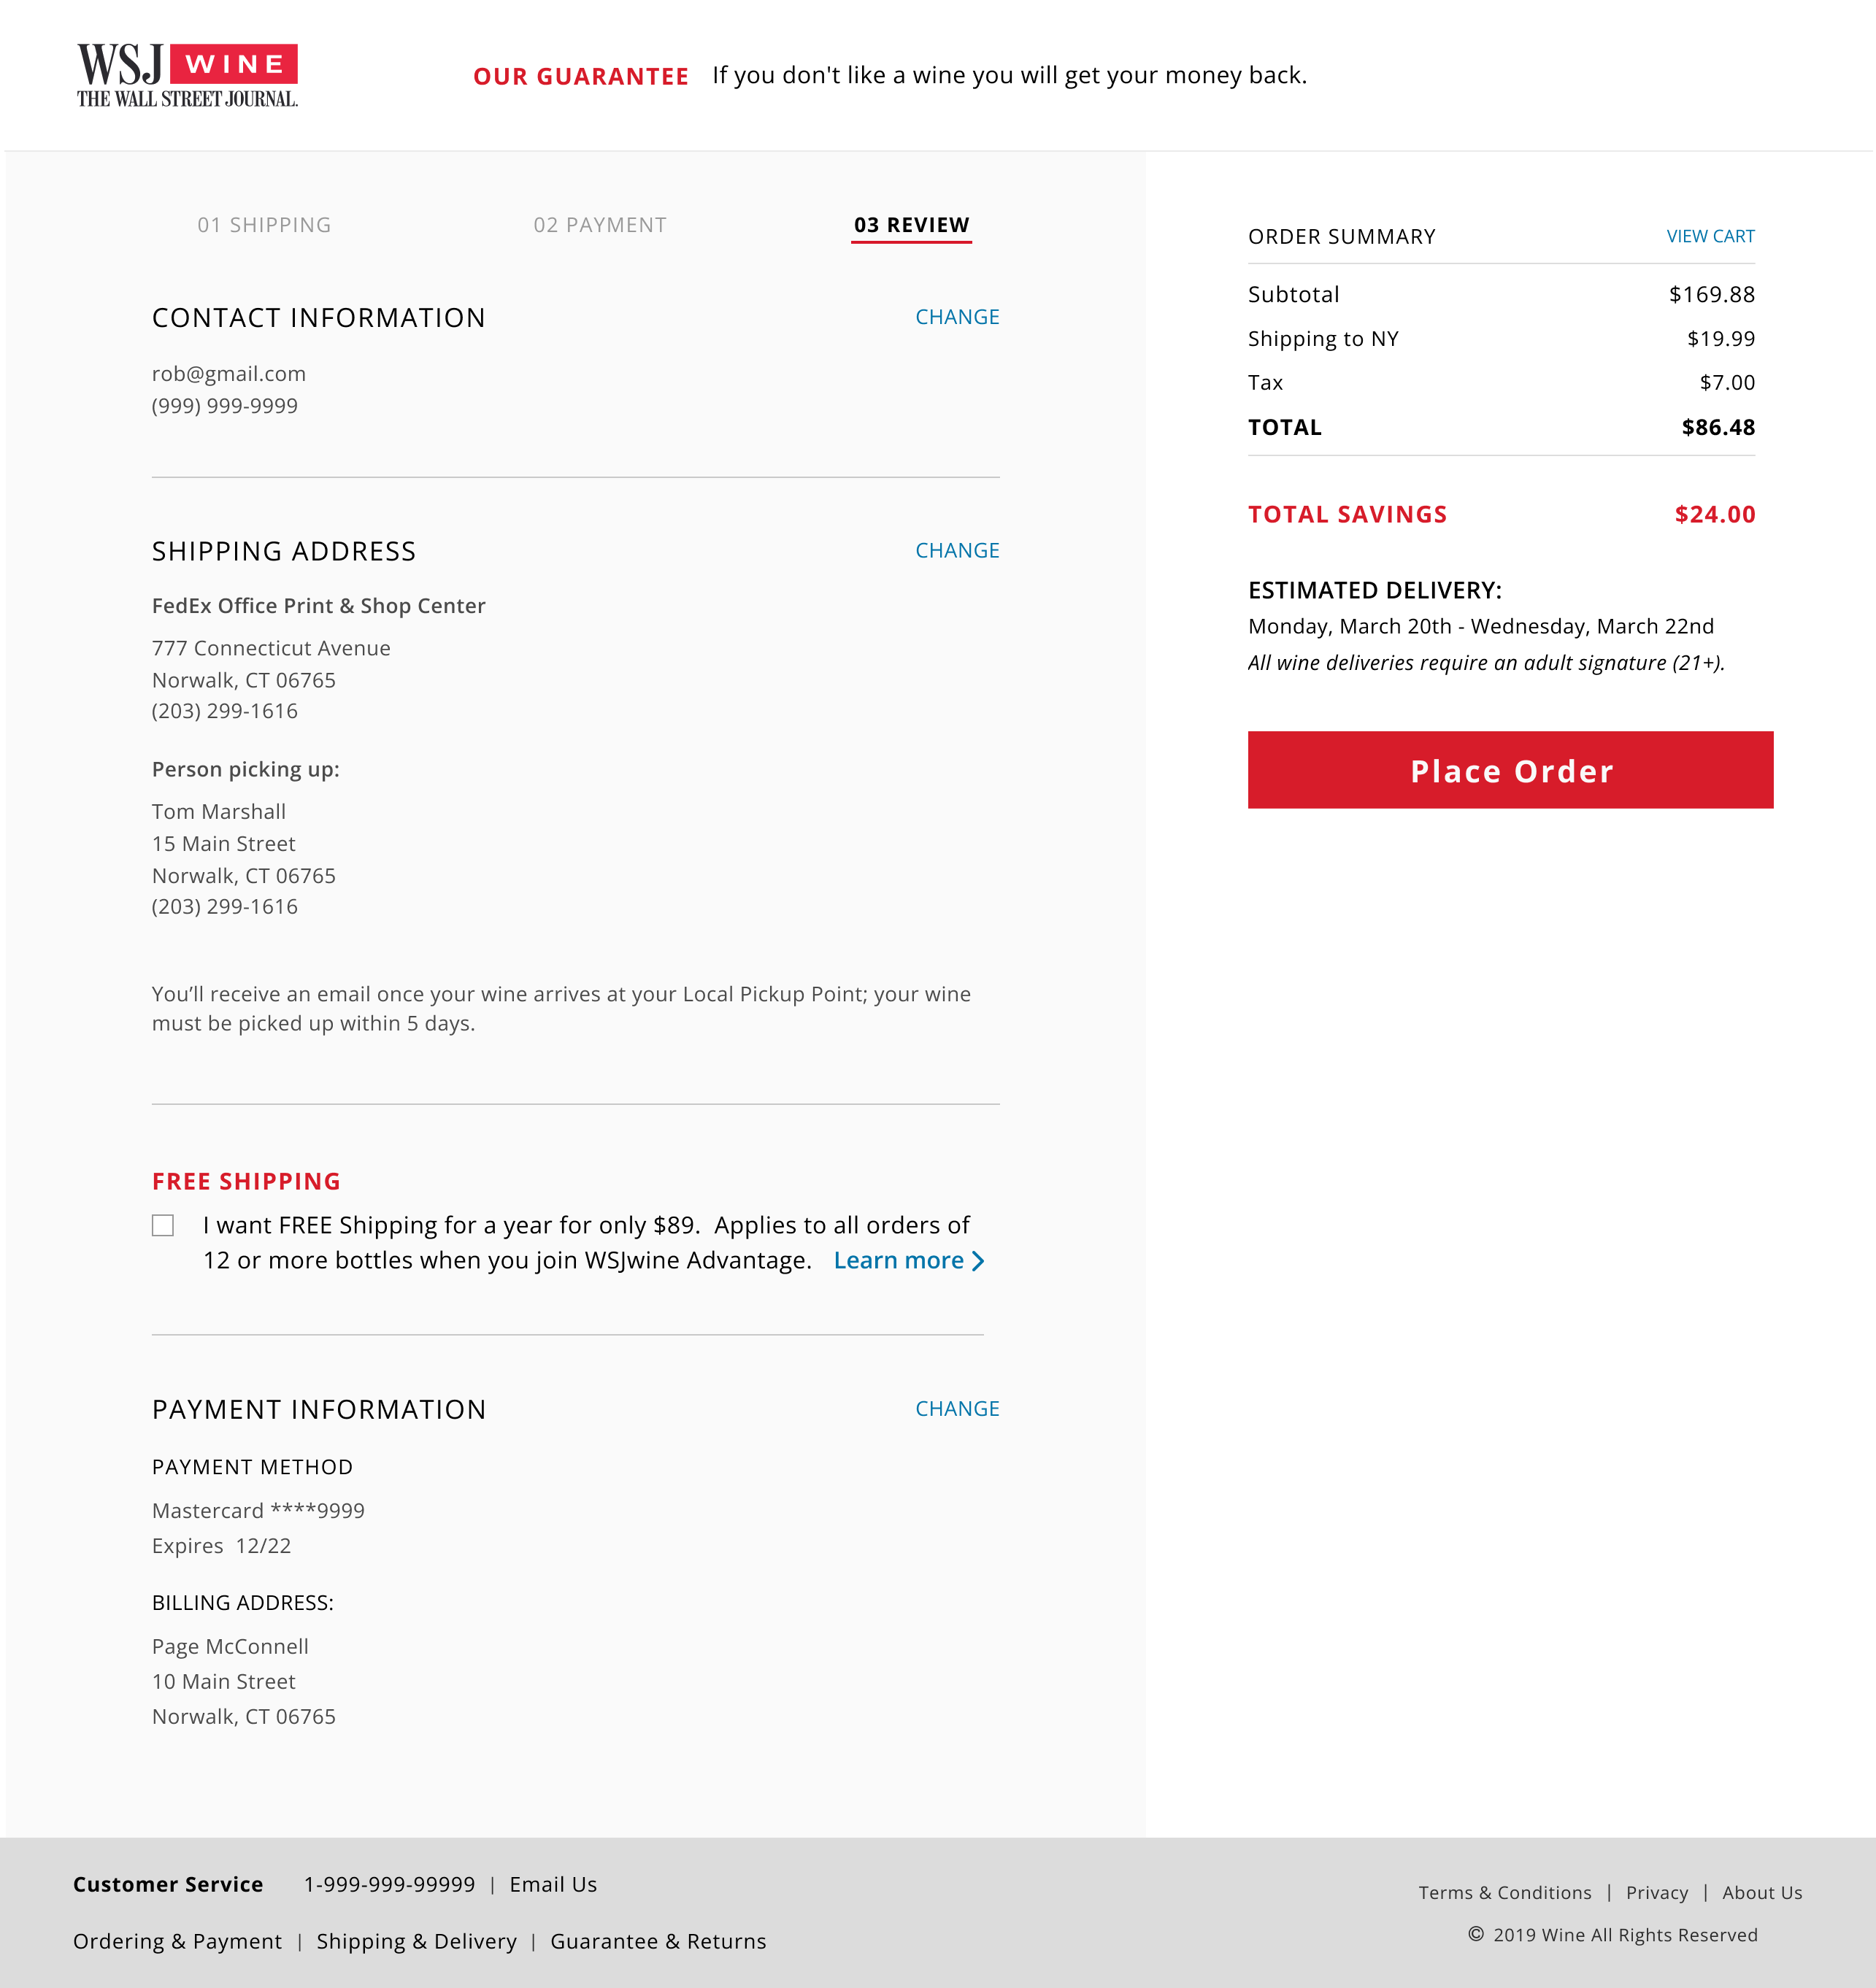 WSJ WINE
THE WALL STREET JOURNAL.
OUR GUARANTEE If you don't like a wine you will get your money back.
01 SHIPPING 02 PAYMENT 03 REVIEW
CONTACT INFORMATION CHANGE
rob@gmail.com
(999) 999-9999
SHIPPING ADDRESS CHANGE
FedEx Office Print & Shop Center
777 Connecticut Avenue
Norwalk, CT 06765
(203) 299-1616
Person picking up:
Tom Marshall
15 Main Street
Norwalk, CT 06765
(203) 299-1616
You’ll receive an email once your wine arrives at your Local Pickup Point; your wine
must be picked up within 5 days.
FREE SHIPPING
I want FREE Shipping for a year for only $89. Applies to all orders of
12 or more bottles when you join WSJwine Advantage. Learn more
PAYMENT INFORMATION CHANGE
PAYMENT METHOD
Mastercard ****9999
Expires 12/22
BILLING ADDRESS:
Page McConnell
10 Main Street
Norwalk, CT 06765
ORDER SUMMARY VIEW CART
Subtotal $169.88
Shipping to NY $19.99
Tax $7.00
TOTAL $86.48
TOTAL SAVINGS $24.00
ESTIMATED DELIVERY:
Monday, March 20th - Wednesday, March 22nd
All wine deliveries require an adult signature (21+).
Place Order
Customer Service 1-999-999-99999 | Email Us
Ordering & Payment | Shipping & Delivery | Guarantee & Returns
Terms & Conditions | Privacy | About Us
© 2019 Wine All Rights Reserved